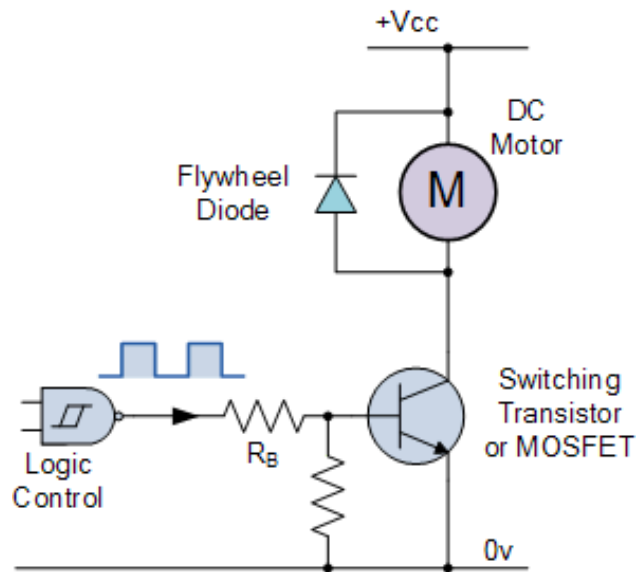 +Vcc
DC
Motor
M
Flywheel
Diode
Switching
Transistor
or MOSFET
RB
Logic
Control
0v